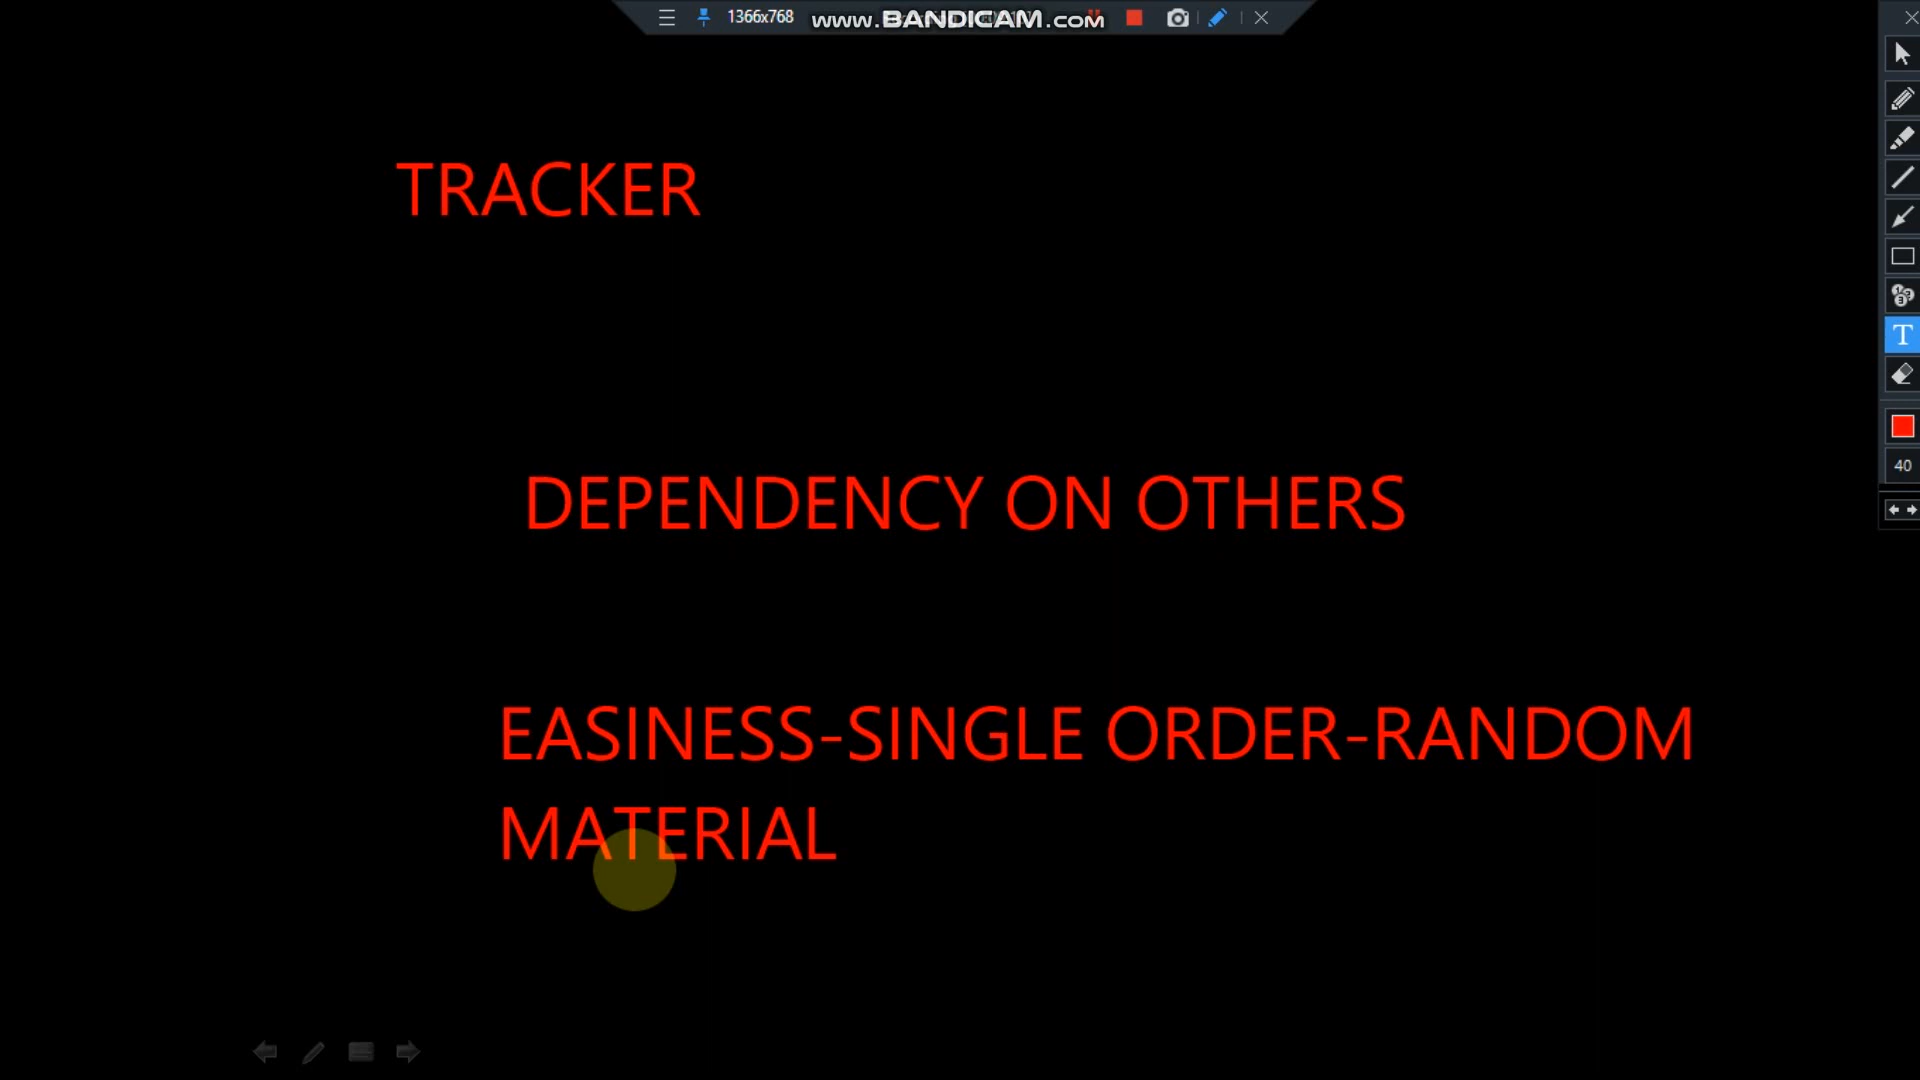 1366x768
www.BANDICAM.com
TRACKER
T
DEPENDENCY ON OTHERS
40
EASINESS-SINGLE ORDER-RANDOM
MATERIAL